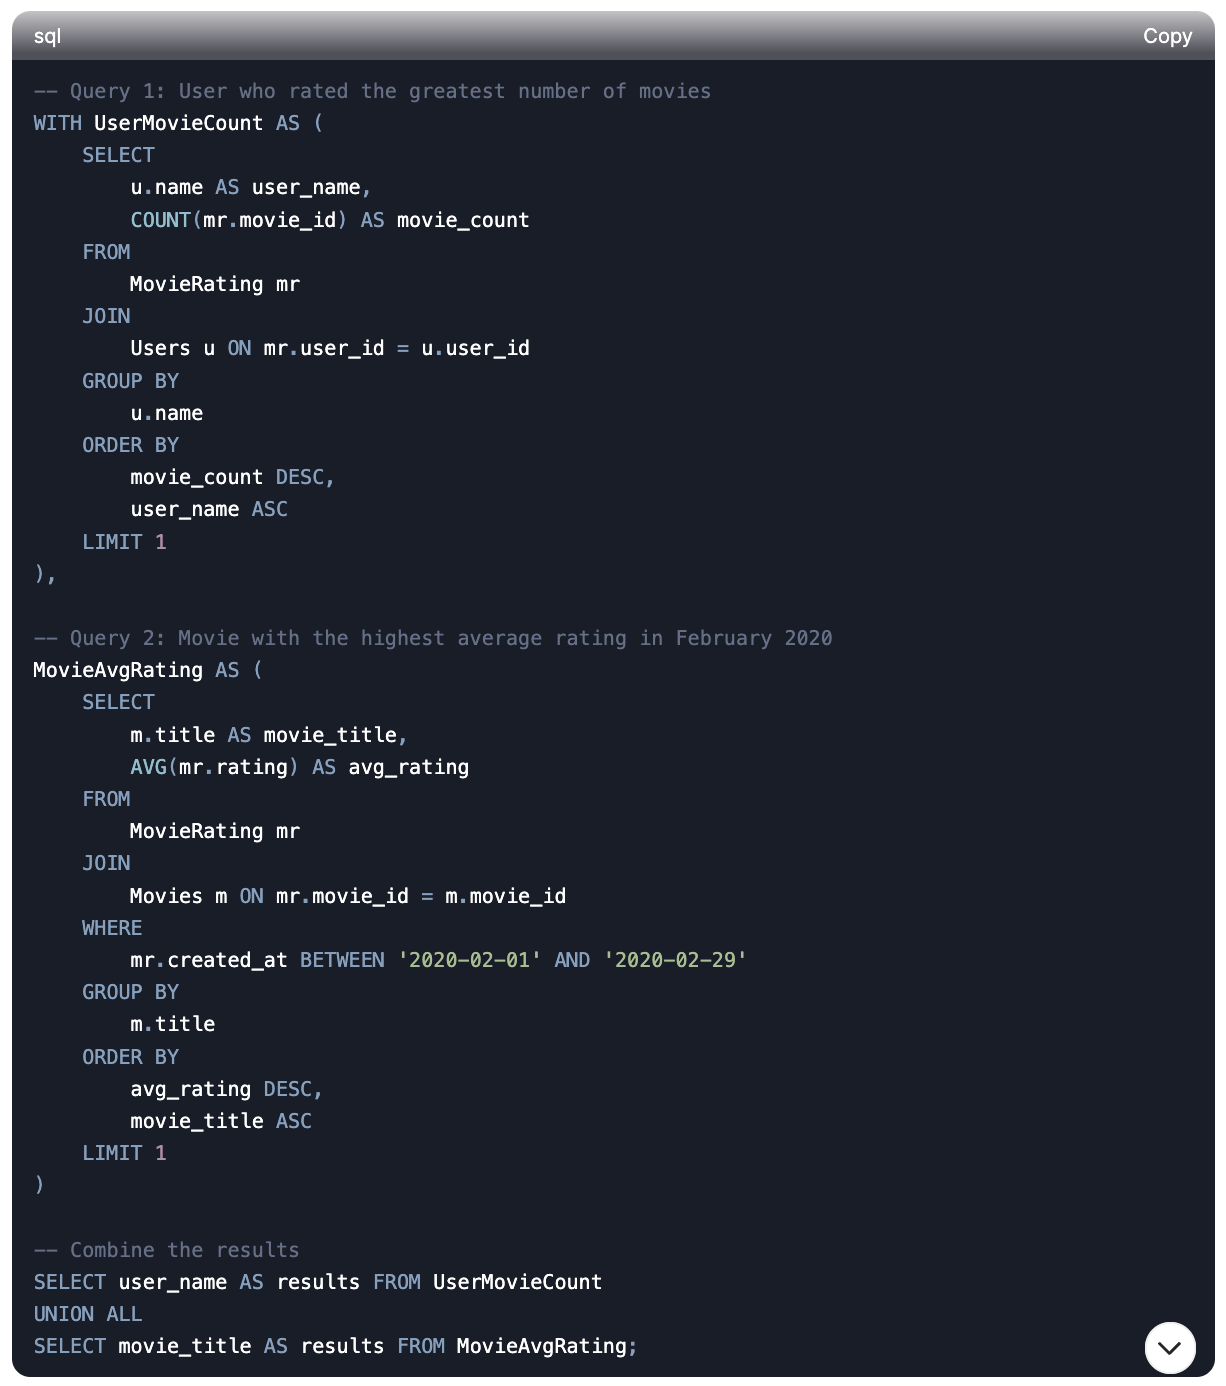 sql
Copy
-- Query 1: User who rated the greatest number of movies
WITH UserMovieCount AS (
    SELECT
        u.name AS user_name,
        COUNT(mr.movie_id) AS movie_count
    FROM
        MovieRating mr
    JOIN
        Users u ON mr.user_id = u.user_id
    GROUP BY
        u.name
    ORDER BY
        movie_count DESC,
        user_name ASC
    LIMIT 1
),
-- Query 2: Movie with the highest average rating in February 2020
MovieAvgRating AS (
    SELECT
        m.title AS movie_title,
        AVG(mr.rating) AS avg_rating
    FROM
        MovieRating mr
    JOIN
        Movies m ON mr.movie_id = m.movie_id
    WHERE
        mr.created_at BETWEEN '2020-02-01' AND '2020-02-29'
    GROUP BY
        m.title
    ORDER BY
        avg_rating DESC,
        movie_title ASC
    LIMIT 1
)
-- Combine the results
SELECT user_name AS results FROM UserMovieCount
UNION ALL
SELECT movie_title AS results FROM MovieAvgRating;